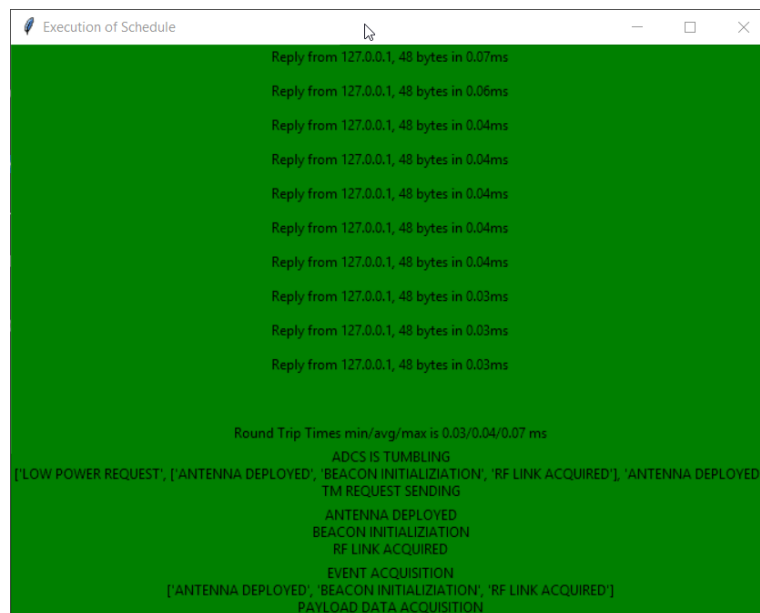 Execution of Schedule
Reply from 127.0.0.1, 48 bytes in 0.07ms
Reply from 127.0.0.1, 48 bytes in 0.06ms
Reply from 127.0.0.1, 48 bytes in 0.04ms
Reply from 127.0.0.1, 48 bytes in 0.04ms
Reply from 127.0.0.1, 48 bytes in 0.04ms
Reply from 127.0.0.1, 48 bytes in 0.04ms
Reply from 127.0.0.1, 48 bytes in 0.04ms
Reply from 127.0.0.1, 48 bytes in 0.03ms
Reply from 127.0.0.1, 48 bytes in 0.03ms
Reply from 127.0.0.1, 48 bytes in 0.03ms
Round Trip Times min/avg/max is 0.03/0.04/0.07 ms
ADCS IS TUMBLING
['LOW POWER REQUEST', ['ANTENNA DEPLOYED', 'BEACON INITIALIZIATION', 'RF LINK ACQUIRED'], 'ANTENNA DEPLOYED
TM REQUEST SENDING
ANTENNA DEPLOYED
BEACON INITIALIZIATION
RF LINK ACQUIRED
EVENT ACQUISITION
['ANTENNA DEPLOYED', 'BEACON INITIALIZIATION', 'RF LINK ACQUIRED']
PAYLOAD DATA ACQUISITION